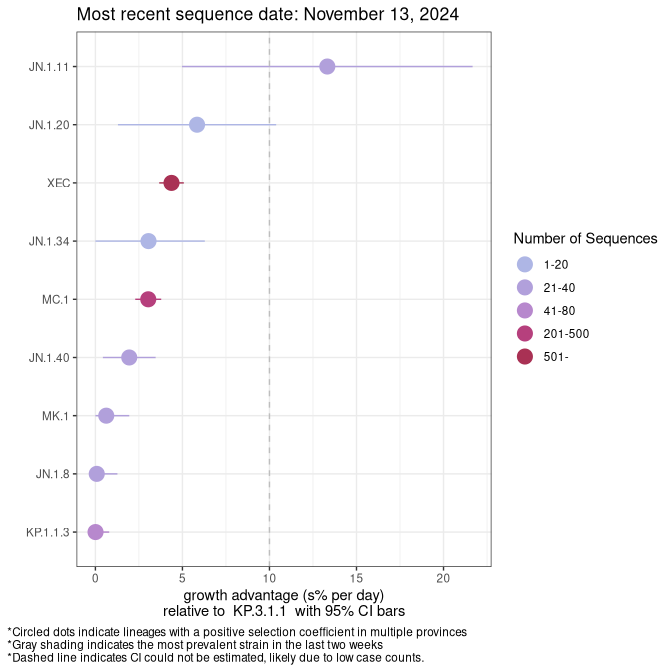 Most recent sequence date: November 13, 2024
JN.1.11
JN.1.20
XEC
JN.1.34
MC.1
JN.1.40
MK.1
JN.1.8
KP.1.1.3
0 5 10 15 20
growth advantage (s% per day)
relative to KP.3.1.1 with 95% CI bars
Number of Sequences
1-20
21-40
41-80
201-500
501-
*Circled dots indicate lineages with a positive selection coefficient in multiple provinces
*Gray shading indicates the most prevalent strain in the last two weeks
*Dashed line indicates CI could not be estimated, likely due to low case counts.